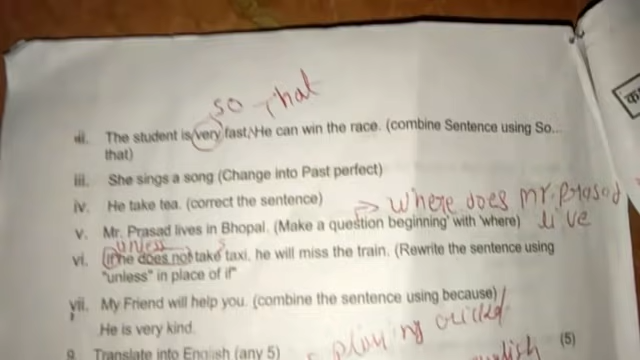 so that
iii. The student is very fast. He can win the race. (combine Sentence using So...
that)
iii. She sings a song (Change into Past perfect)
iv. He take tea. (correct the sentence)
where does mr. prasad
live
v. Mr. Prasad lives in Bhopal. (Make a question beginning with 'where)
unless s
vi. If he does not take taxi, he will miss the train. (Rewrite the sentence using
"unless" in place of if"
vii. My Friend will help you. (combine the sentence using because)
He is very kind.
playing cricket
9. Translate into English (any 5) (5)